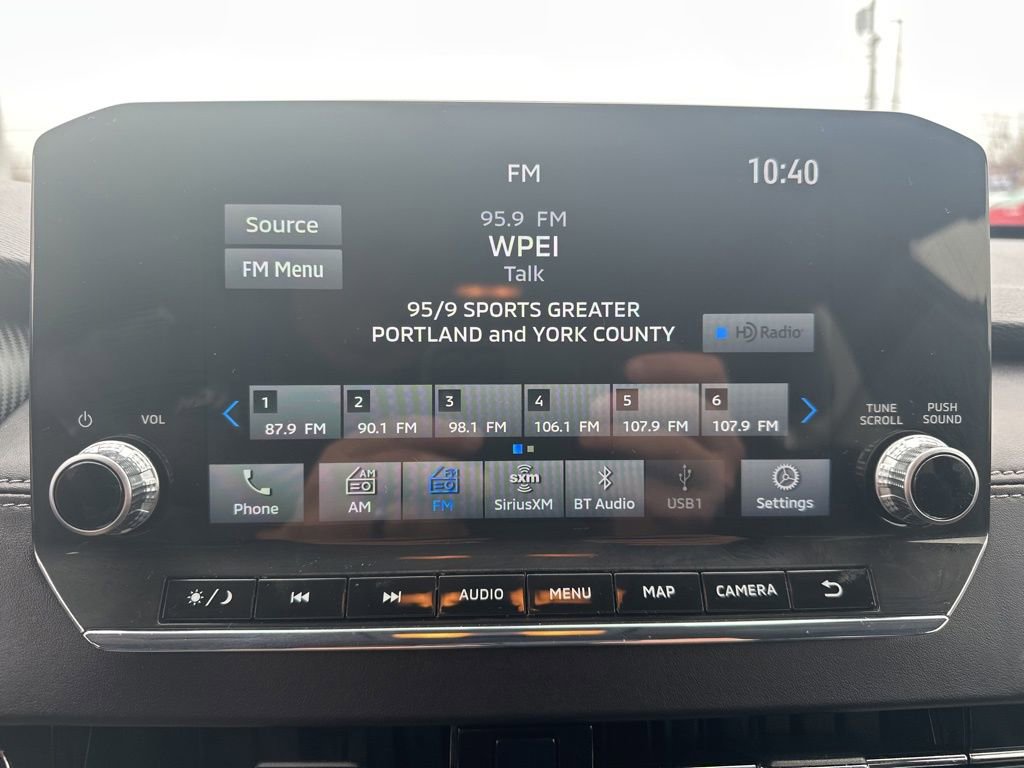 FM
10:40
Source
95.9 FM
WPEI
FM Menu
Talk
95/9 SPORTS GREATER
PORTLAND and YORK COUNTY
HD Radio
1
87.9 FM
2
90.1 FM
3
98.1 FM
4
106.1 FM
5
107.9 FM
6
107.9 FM
VOL
TUNE
SCROLL
PUSH
SOUND
Phone
AM
AM
FM
FM
sxm
SiriusXM
BT Audio
USB1
Settings
AUDIO
MENU
MAP
CAMERA